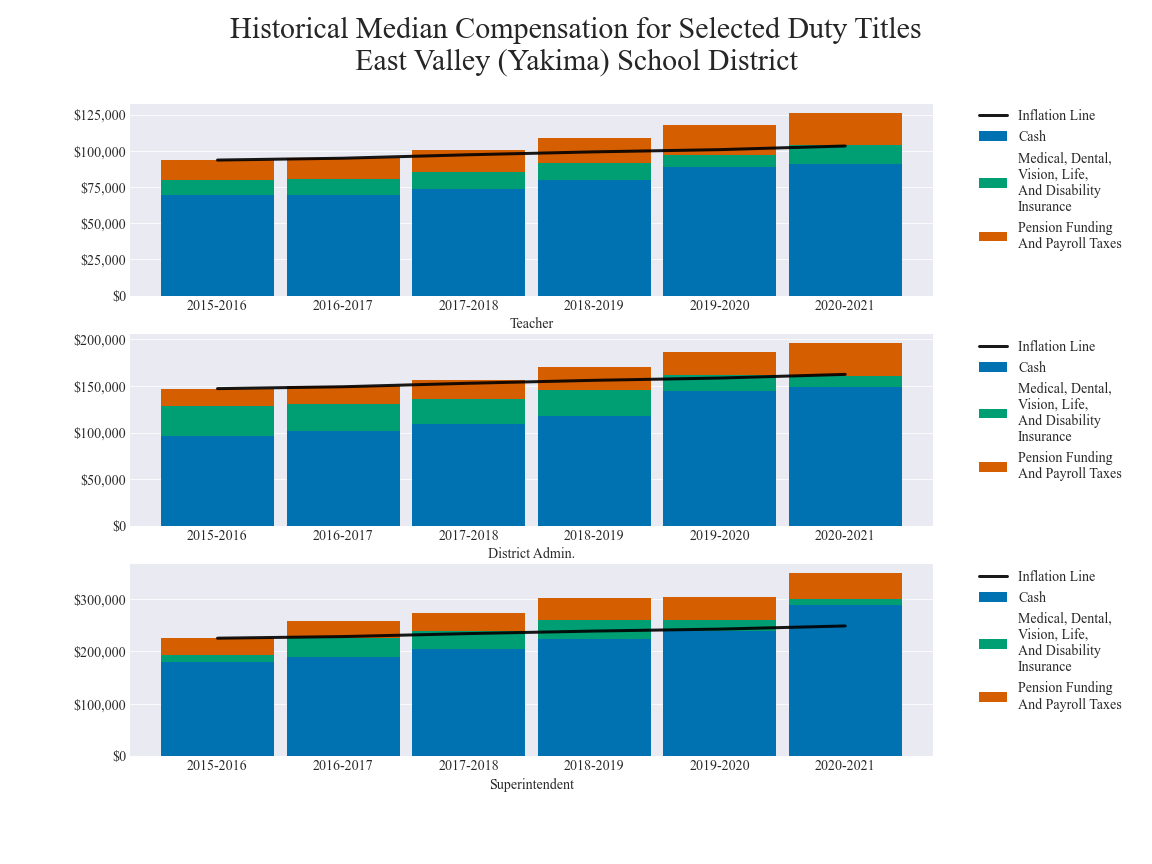 Historical Median Compensation for Selected Duty Titles
East Valley (Yakima) School District
$125,000
$100,000
$75,000
$50,000
$25,000
$0
2015-2016 2016-2017 2017-2018 2018-2019 2019-2020 2020-2021
Teacher
Inflation Line
Cash
Medical, Dental,
Vision, Life,
And Disability
Insurance
Pension Funding
And Payroll Taxes
$200,000
$150,000
$100,000
$50,000
$0
2015-2016 2016-2017 2017-2018 2018-2019 2019-2020 2020-2021
District Admin.
Inflation Line
Cash
Medical, Dental,
Vision, Life,
And Disability
Insurance
Pension Funding
And Payroll Taxes
$300,000
$200,000
$100,000
$0
2015-2016 2016-2017 2017-2018 2018-2019 2019-2020 2020-2021
Superintendent
Inflation Line
Cash
Medical, Dental,
Vision, Life,
And Disability
Insurance
Pension Funding
And Payroll Taxes